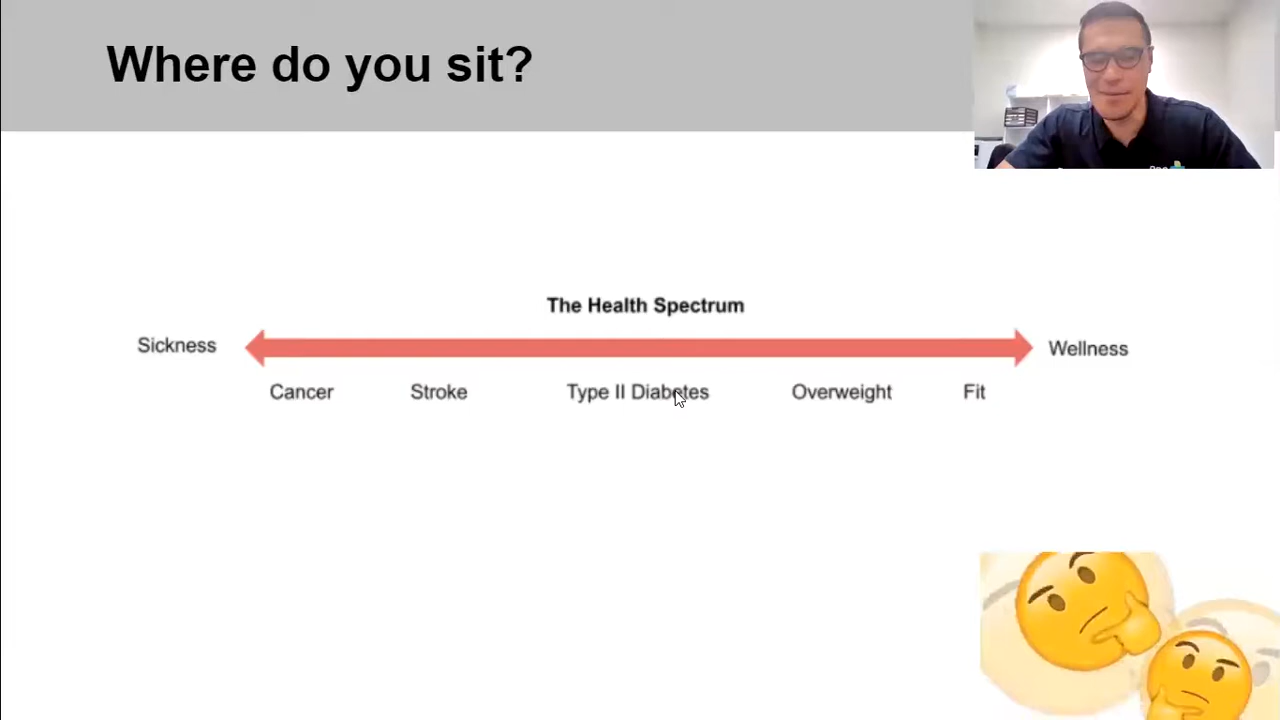 Where do you sit?
The Health Spectrum
Sickness
Wellness
Cancer Stroke Type II Diabetes Overweight Fit